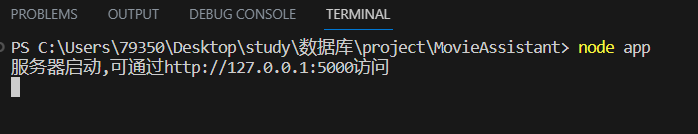 PROBLEMS OUTPUT DEBUG CONSOLE TERMINAL
PS C:\Users\79350\Desktop\study\数据库\project\MovieAssistant> node app
服务器启动,可通过http://127.0.0.1:5000访问